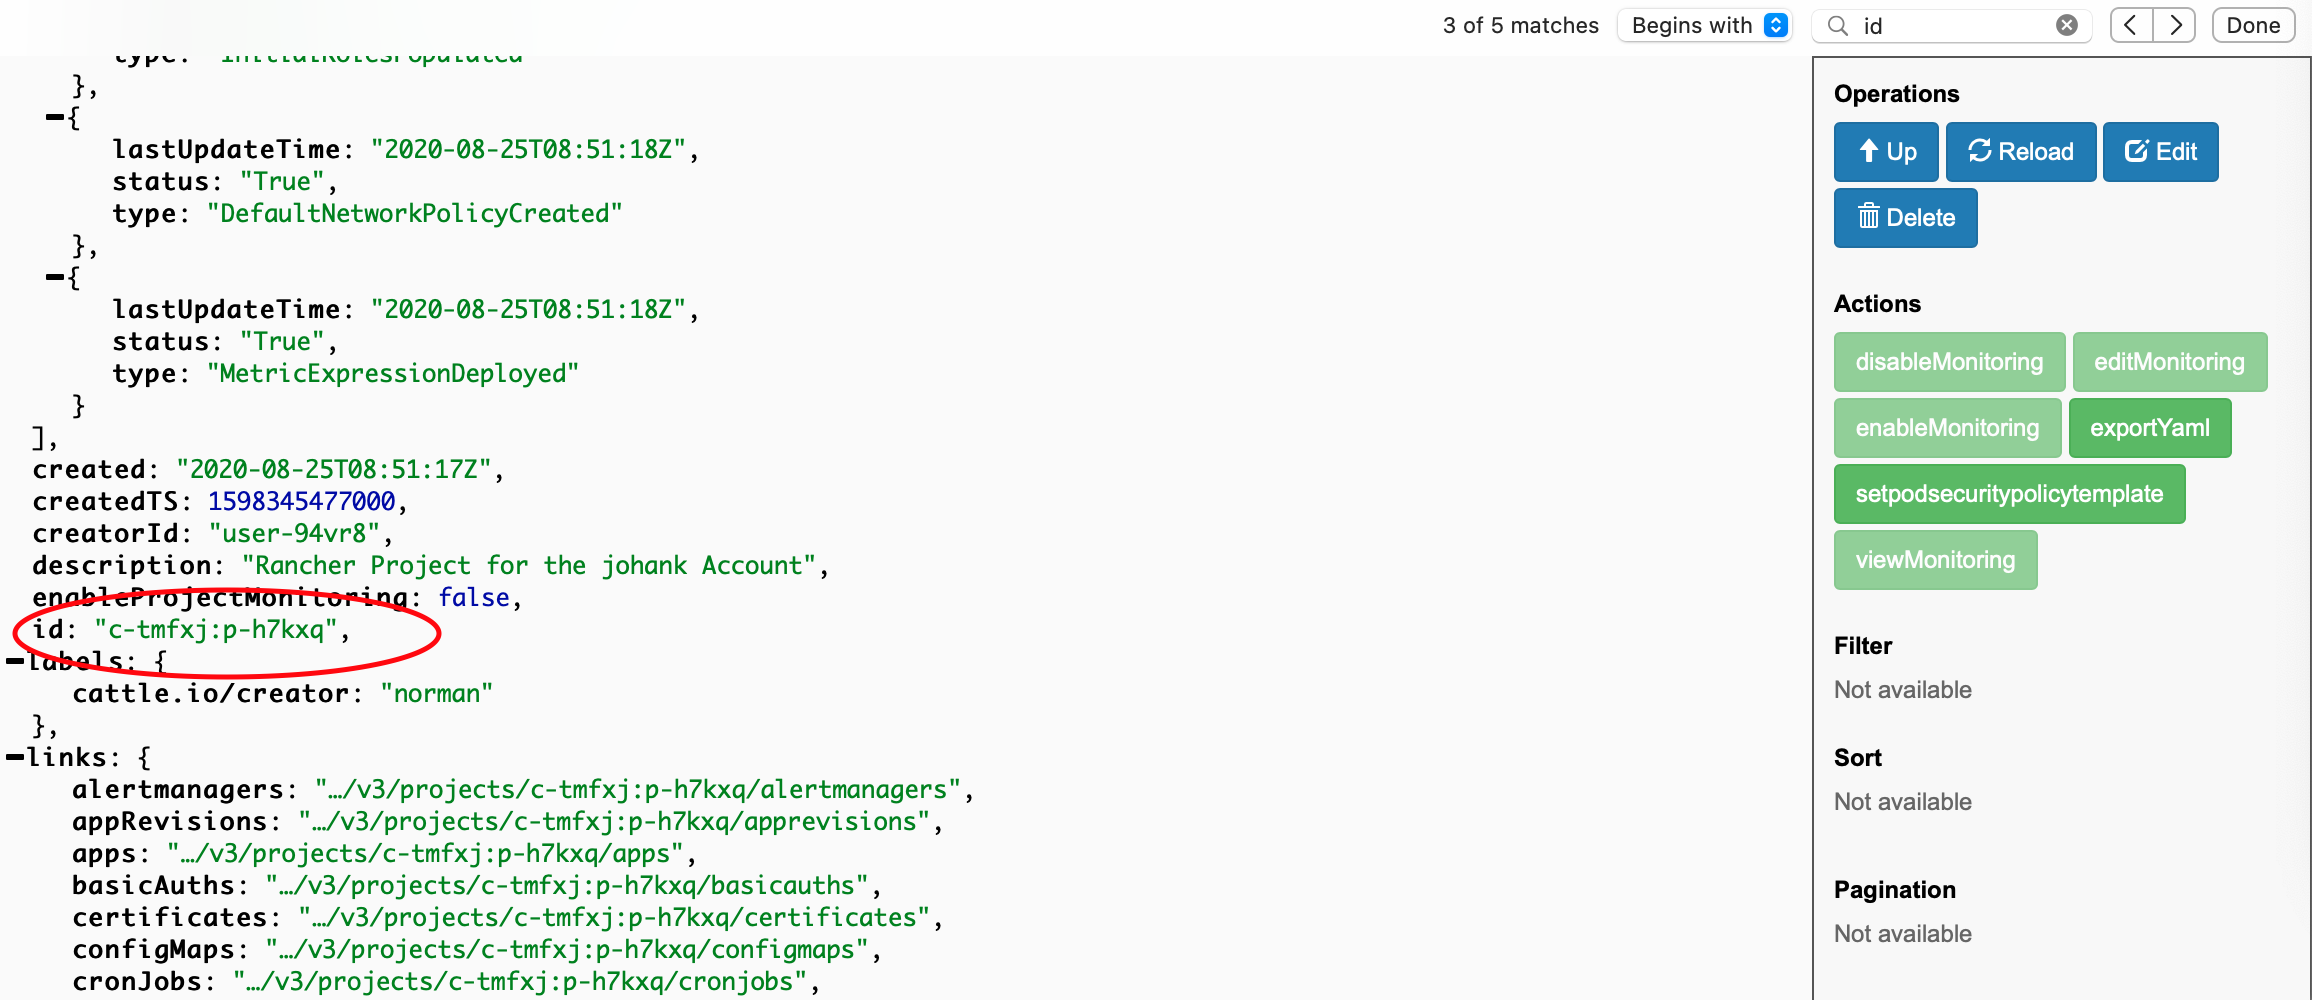 3 of 5 matches Begins with id Done
type: "InitialRolesPopulated"
},
{
lastUpdateTime: "2020-08-25T08:51:18Z",
status: "True",
type: "DefaultNetworkPolicyCreated"
},
{
lastUpdateTime: "2020-08-25T08:51:18Z",
status: "True",
type: "MetricExpressionDeployed"
}
],
created: "2020-08-25T08:51:17Z",
createdTS: 1598345477000,
creatorId: "user-94vr8",
description: "Rancher Project for the johank Account",
enableProjectMonitoring: false,
id: "c-tmfxj:p-h7kxq",
labels: {
cattle.io/creator: "norman"
},
links: {
alertmanagers: "…/v3/projects/c-tmfxj:p-h7kxq/alertmanagers",
appRevisions: "…/v3/projects/c-tmfxj:p-h7kxq/apprevisions",
apps: "…/v3/projects/c-tmfxj:p-h7kxq/apps",
basicAuths: "…/v3/projects/c-tmfxj:p-h7kxq/basicauths",
certificates: "…/v3/projects/c-tmfxj:p-h7kxq/certificates",
configMaps: "…/v3/projects/c-tmfxj:p-h7kxq/configmaps",
cronJobs: "…/v3/projects/c-tmfxj:p-h7kxq/cronjobs",
Operations
Up Reload Edit
Delete
Actions
disableMonitoring editMonitoring
enableMonitoring exportYaml
setpodsecuritypolicytemplate
viewMonitoring
Filter
Not available
Sort
Not available
Pagination
Not available